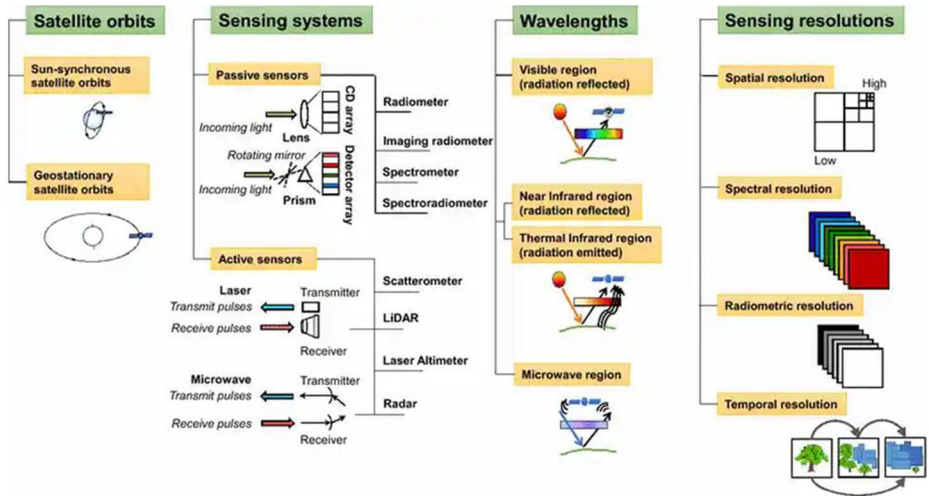 Satellite orbits
Sun-synchronous
satellite orbits
Geostationary
satellite orbits
Sensing systems
Passive sensors
Incoming light
Lens
CD array
Rotating mirror
Incoming light
Prism
Detector array
Radiometer
Imaging radiometer
Spectrometer
Spectroradiometer
Active sensors
Laser
Transmitter
Transmit pulses
Receive pulses
Receiver
Microwave
Transmitter
Transmit pulses
Receive pulses
Receiver
Scatterometer
LiDAR
Laser Altimeter
Radar
Wavelengths
Visible region
(radiation reflected)
Near Infrared region
(radiation reflected)
Thermal Infrared region
(radiation emitted)
Microwave region
Sensing resolutions
Spatial resolution
High
Low
Spectral resolution
Radiometric resolution
Temporal resolution